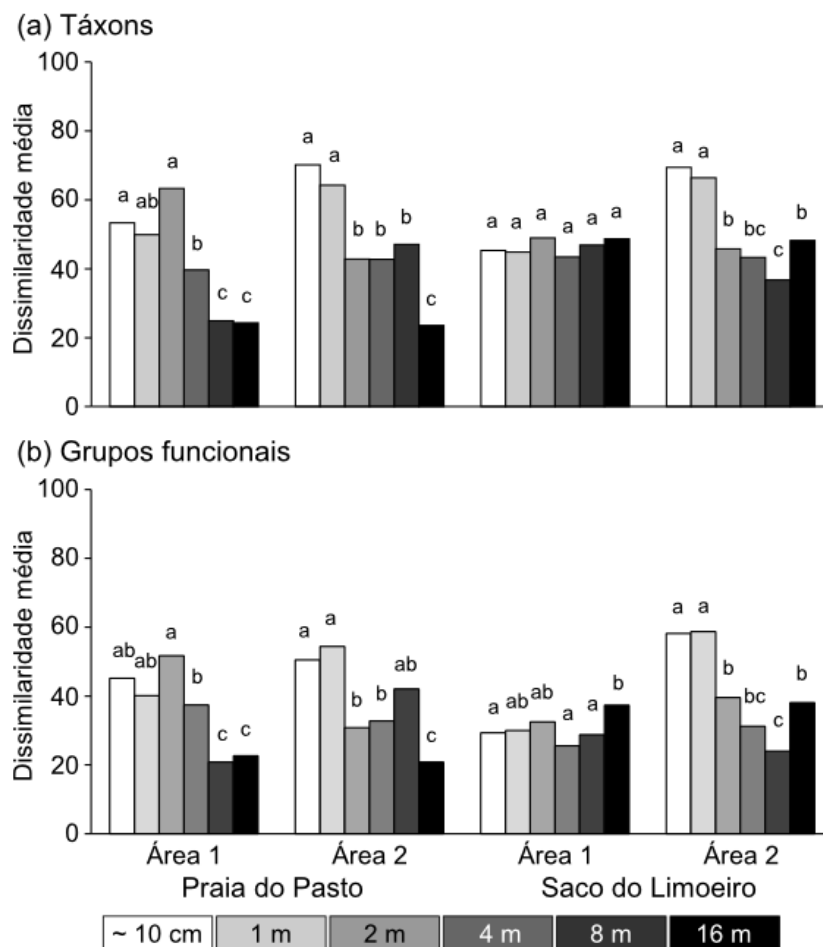 (a) Táxons
Dissimilaridade média
100
80
60
40
20
0
a ab a b c c
a a b b b c
a a a a a a
a a b bc c b
(b) Grupos funcionais
Dissimilaridade média
100
80
60
40
20
0
ab ab a b c c
a a b b ab c
a ab ab a a b
a a b bc c b
Área 1 Área 2 Área 1 Área 2
Praia do Pasto Saco do Limoeiro
~ 10 cm 1 m 2 m 4 m 8 m 16 m